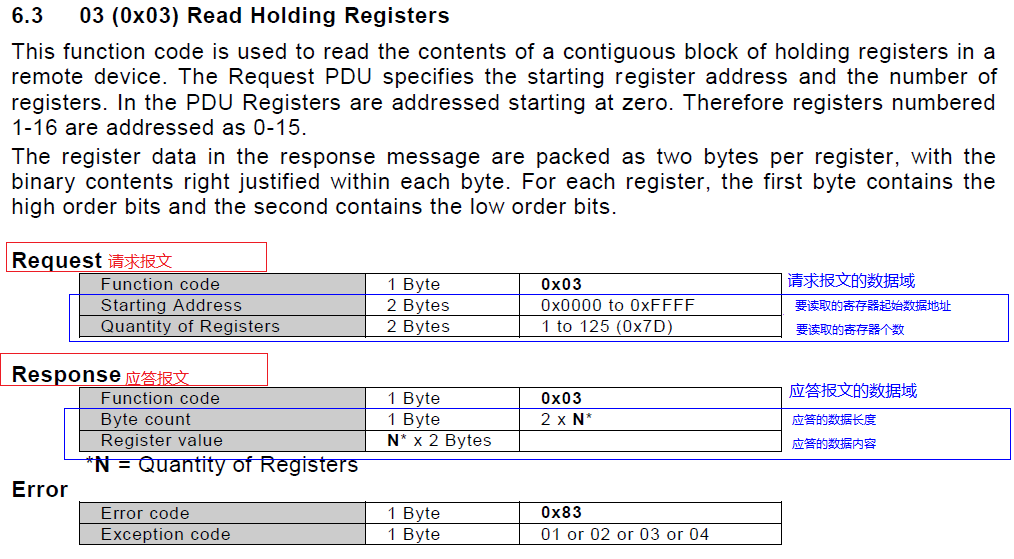 6.3 03 (0x03) Read Holding Registers
This function code is used to read the contents of a contiguous block of holding registers in a
remote device. The Request PDU specifies the starting register address and the number of
registers. In the PDU Registers are addressed starting at zero. Therefore registers numbered
1-16 are addressed as 0-15.
The register data in the response message are packed as two bytes per register, with the
binary contents right justified within each byte. For each register, the first byte contains the
high order bits and the second contains the low order bits.
Request 请求报文
Function code 1 Byte 0x03 请求报文的数据域
Starting Address 2 Bytes 0x0000 to 0xFFFF 要读取的寄存器起始数据地址
Quantity of Registers 2 Bytes 1 to 125 (0x7D) 要读取的寄存器个数
Response 应答报文
Function code 1 Byte 0x03 应答报文的数据域
Byte count 1 Byte 2 x N* 应答的数据长度
Register value N* x 2 Bytes 应答的数据内容
*N = Quantity of Registers
Error
Error code 1 Byte 0x83
Exception code 1 Byte 01 or 02 or 03 or 04